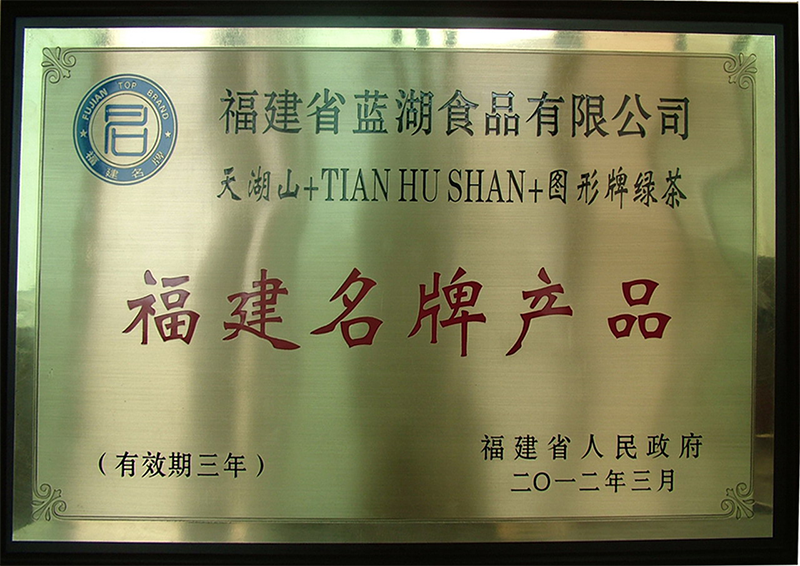 FUJIAN TOP BRAND
名
福建名牌
福建省蓝湖食品有限公司
天湖山+TIAN HU SHAN+图形牌绿茶
福建名牌产品
(有效期三年)
福建省人民政府
二〇一二年三月